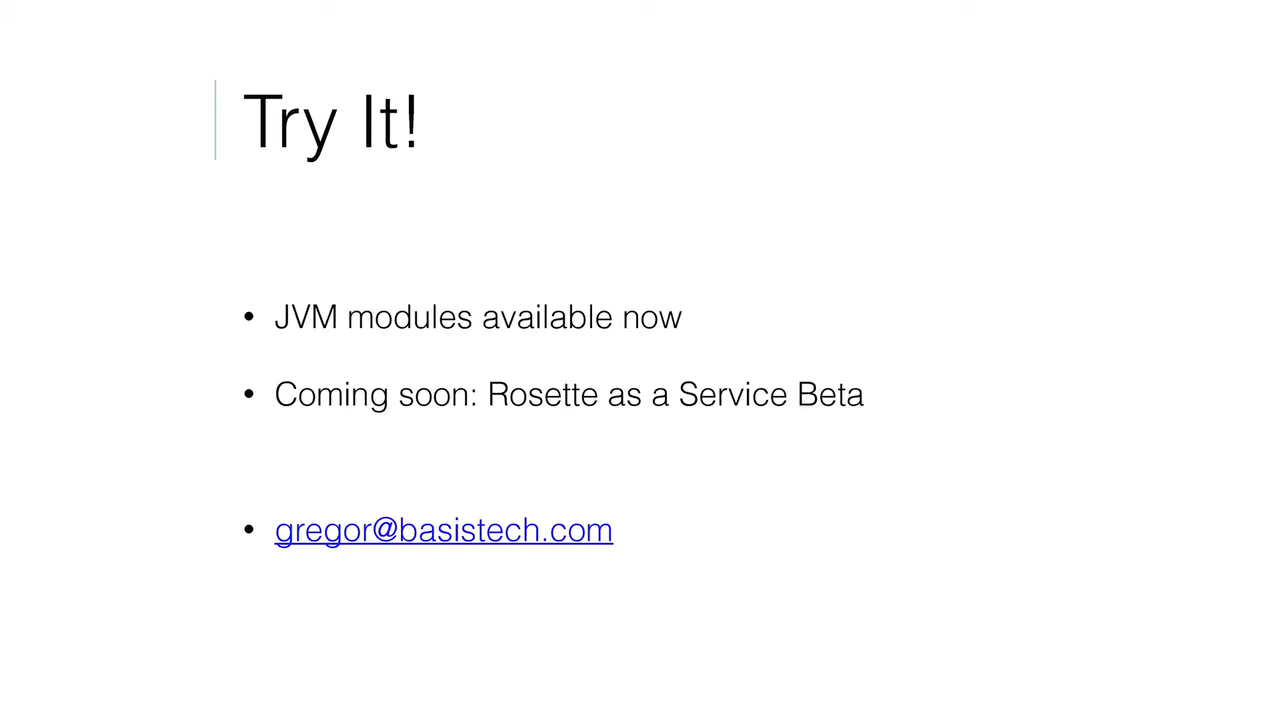 Try It!
• JVM modules available now
• Coming soon: Rosette as a Service Beta
• gregor@basistech.com